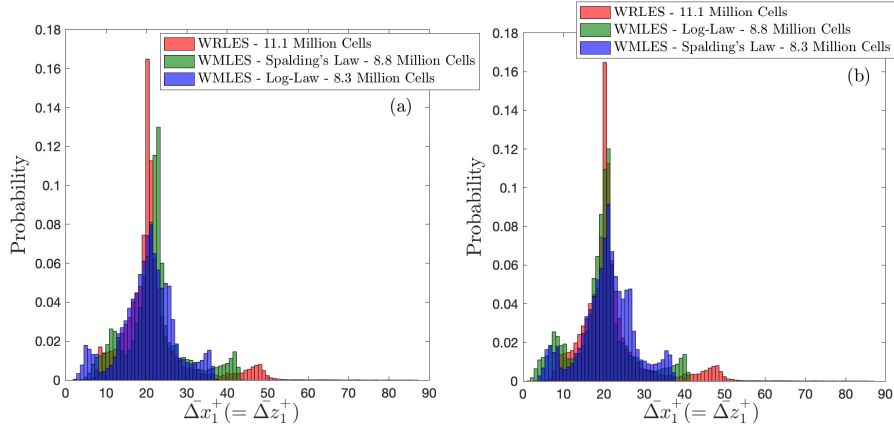 WRLES - 11.1 Million Cells
WMLES - Spalding's Law - 8.8 Million Cells
WMLES - Log-Law - 8.3 Million Cells
(a)
Probability
0.18
0.16
0.14
0.12
0.1
0.08
0.06
0.04
0.02
0
0 10 20 30 40 50 60 70 80 90
Δ̄x₁⁺(= Δ̄z₁⁺)
WRLES - 11.1 Million Cells
WMLES - Log-Law - 8.8 Million Cells
WMLES - Spalding's Law - 8.3 Million Cells
(b)
Probability
0.18
0.16
0.14
0.12
0.1
0.08
0.06
0.04
0.02
0
0 10 20 30 40 50 60 70 80 90
Δ̄x₁⁺(= Δ̄z₁⁺)